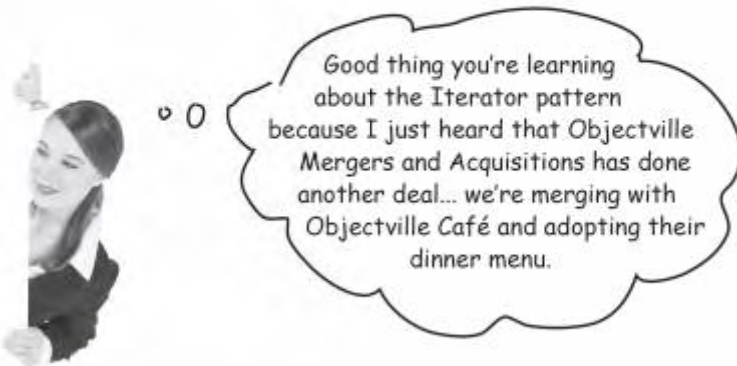 Good thing you're learning
about the Iterator pattern
because I just heard that Objectville
Mergers and Acquisitions has done
another deal... we're merging with
Objectville Café and adopting their
dinner menu.